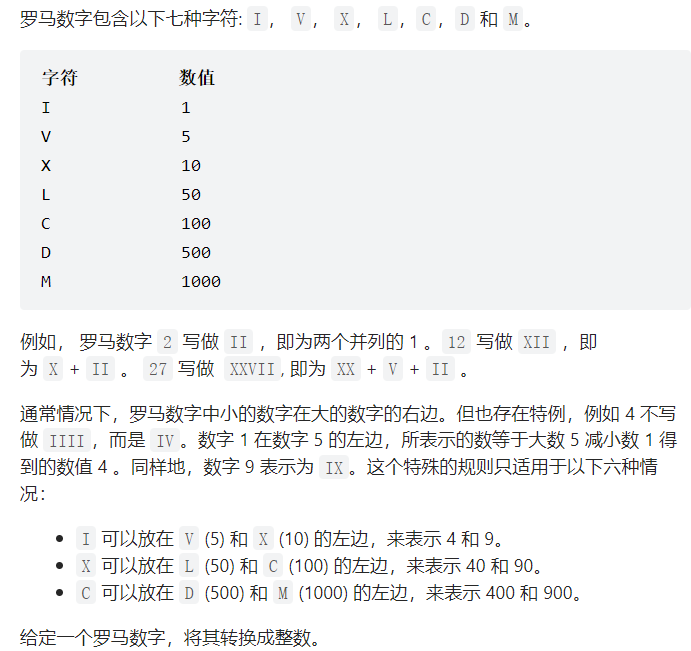 罗马数字包含以下七种字符: I， V， X， L，C，D 和 M。
字符 数值
I 1
V 5
X 10
L 50
C 100
D 500
M 1000
例如， 罗马数字 2 写做 II ，即为两个并列的 1 。12 写做 XII ，即
为 X + II 。 27 写做 XXVII, 即为 XX + V + II 。
通常情况下，罗马数字中小的数字在大的数字的右边。但也存在特例，例如 4 不写
做 IIII，而是 IV。数字 1 在数字 5 的左边，所表示的数等于大数 5 减小数 1 得
到的数值 4 。同样地，数字 9 表示为 IX。这个特殊的规则只适用于以下六种情
况：
• I 可以放在 V (5) 和 X (10) 的左边，来表示 4 和 9。
• X 可以放在 L (50) 和 C (100) 的左边，来表示 40 和 90。
• C 可以放在 D (500) 和 M (1000) 的左边，来表示 400 和 900。
给定一个罗马数字，将其转换成整数。